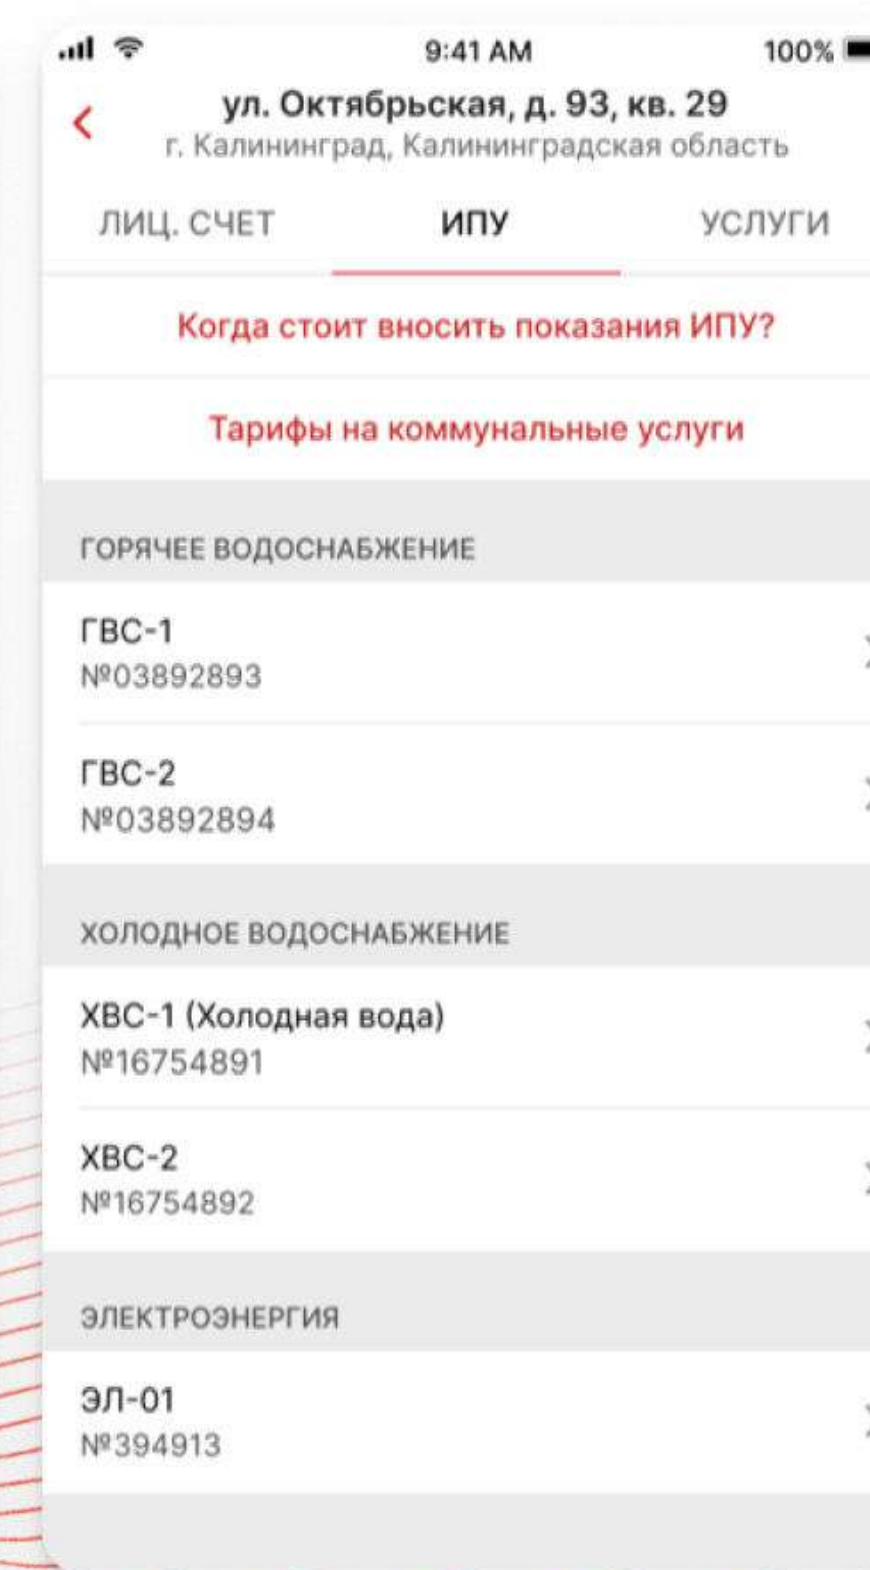 9:41 AM 100%
ул. Октябрьская, д. 93, кв. 29
г. Калининград, Калининградская область
ЛИЦ. СЧЕТ ИПУ УСЛУГИ
Когда стоит вносить показания ИПУ?
Тарифы на коммунальные услуги
ГОРЯЧЕЕ ВОДОСНАБЖЕНИЕ
ГВС-1
№03892893
ГВС-2
№03892894
ХОЛОДНОЕ ВОДОСНАБЖЕНИЕ
ХВС-1 (Холодная вода)
№16754891
ХВС-2
№16754892
ЭЛЕКТРОЭНЕРГИЯ
ЭЛ-01
№394913